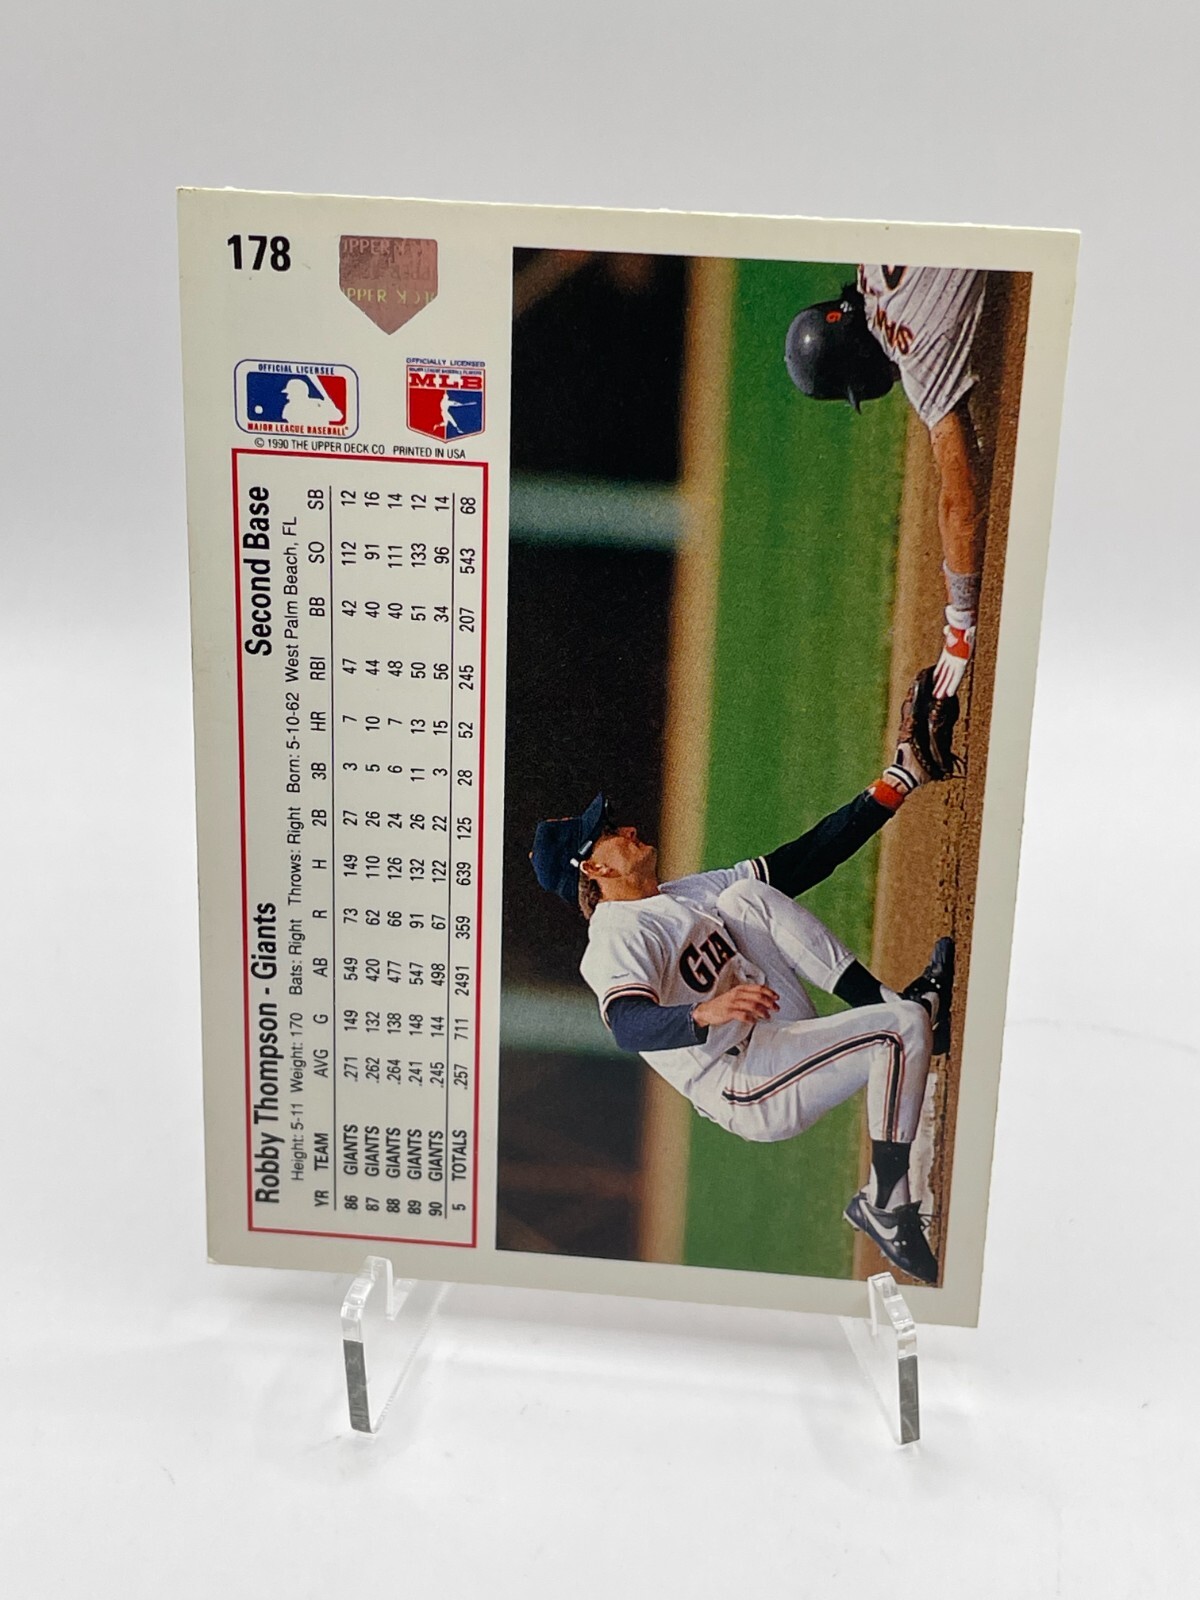 178
UPPER
UPPER DECK
OFFICIAL LICENSEE
MAJOR LEAGUE BASEBALL
OFFICIALLY LICENSED
MLB
© 1990 THE UPPER DECK CO PRINTED IN USA
Robby Thompson - Giants Second Base
Height: 5-11 Weight: 170 Bats: Right Throws: Right Born: 5-10-62 West Palm Beach, FL
YR TEAM AVG G AB R H 2B 3B HR RBI BB SO SB
86 GIANTS .271 149 549 73 149 27 3 7 47 42 112 12
87 GIANTS .262 132 420 62 110 26 5 10 44 40 91 16
88 GIANTS .264 138 477 66 126 24 6 7 48 40 111 14
89 GIANTS .241 148 547 91 132 26 11 13 50 51 133 12
90 GIANTS .245 144 498 67 122 22 3 15 56 34 96 14
5 TOTALS .257 711 2491 359 639 125 28 52 245 207 543 68
GIA
6